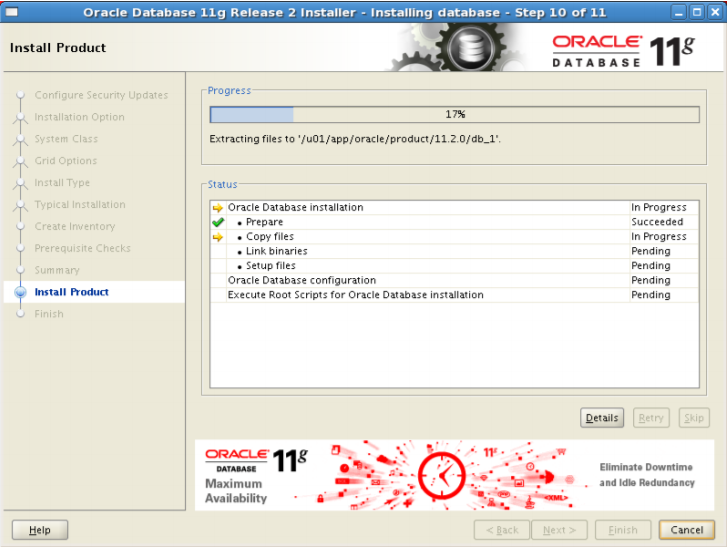 Oracle Database 11g Release 2 Installer - Installing database - Step 10 of 11
Install Product
ORACLE 11g
DATABASE
Configure Security Updates
Installation Option
System Class
Grid Options
Install Type
Typical Installation
Create Inventory
Prerequisite Checks
Summary
Install Product
Finish
Progress
17%
Extracting files to '/u01/app/oracle/product/11.2.0/db_1'.
Status
Oracle Database installation In Progress
• Prepare Succeeded
• Copy files In Progress
• Link binaries Pending
• Setup files Pending
Oracle Database configuration Pending
Execute Root Scripts for Oracle Database installation Pending
Details Retry Skip
ORACLE 11g
DATABASE
Maximum
Availability
11g
<XML>
Eliminate Downtime
and Idle Redundancy
Help < Back Next > Finish Cancel